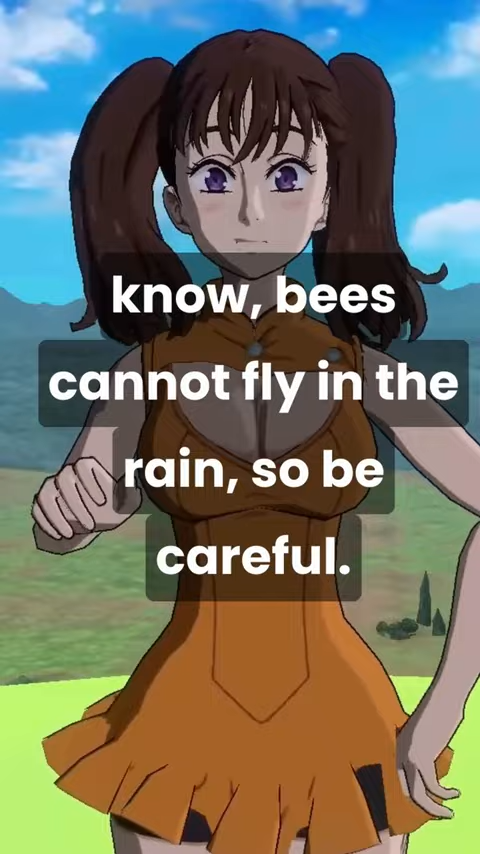 know, bees
cannot fly in the
rain, so be
careful.